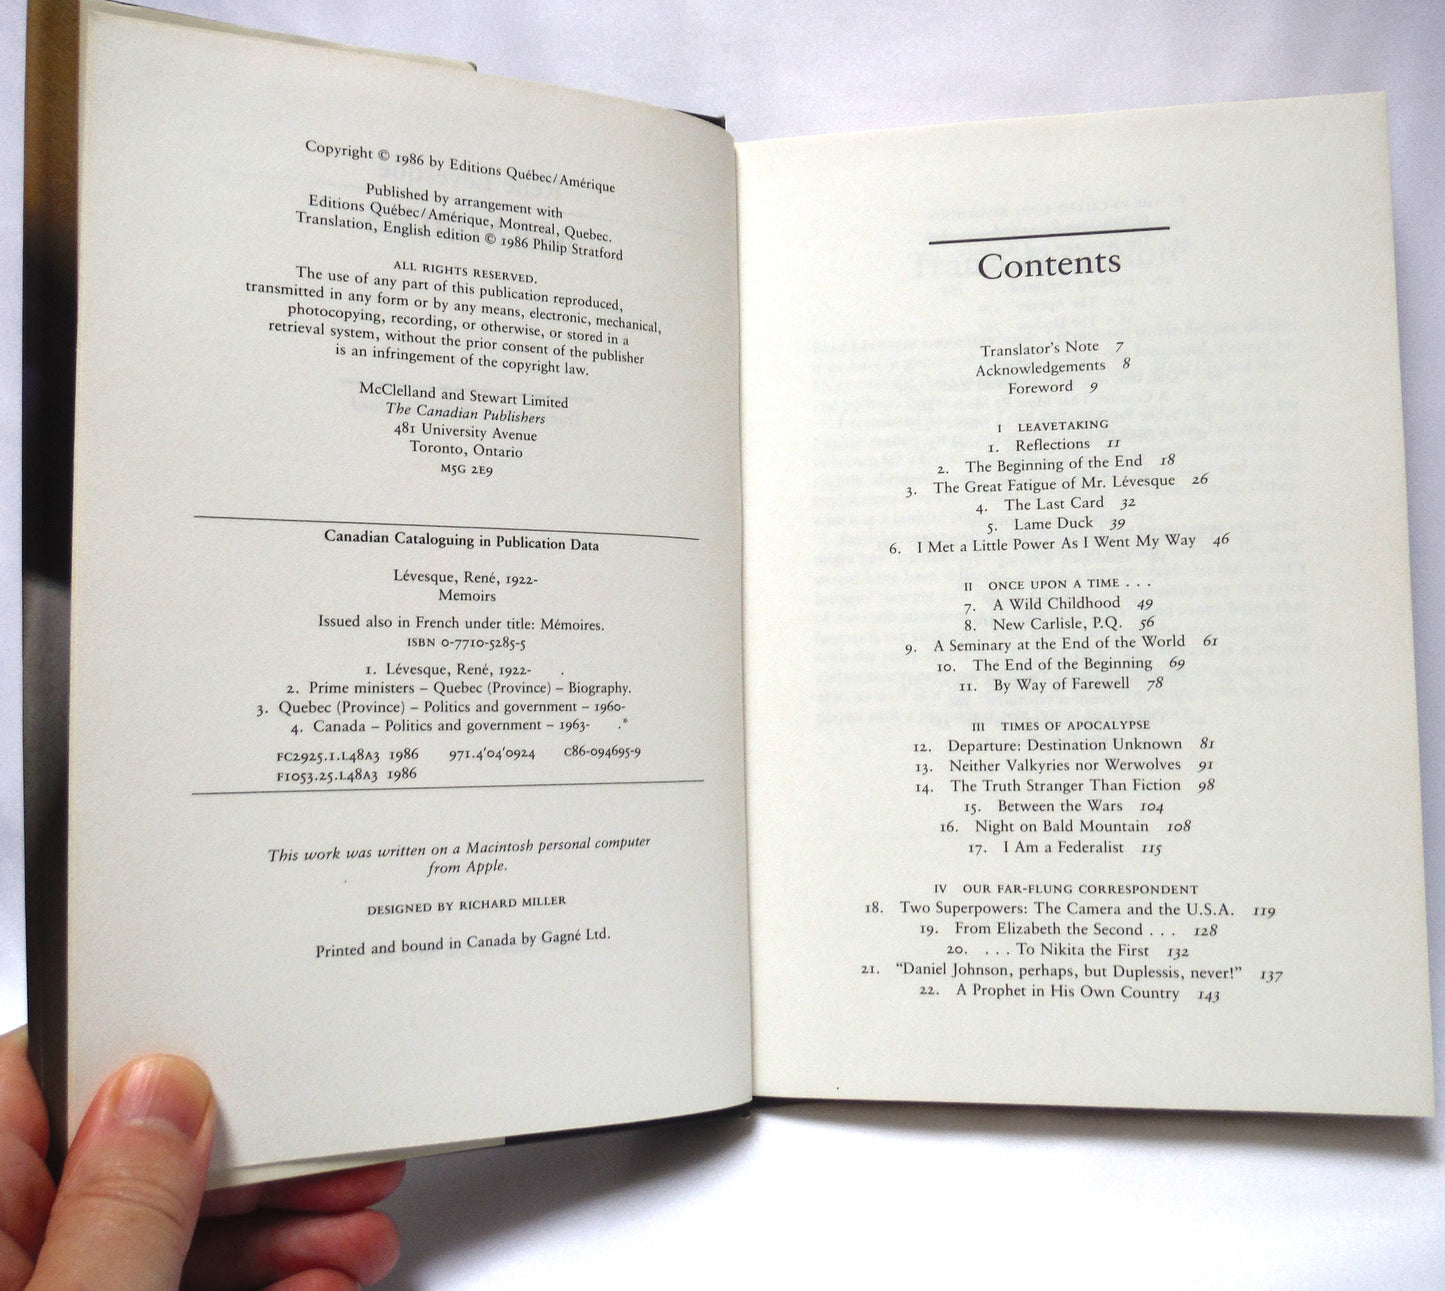 Copyright © 1986 by Editions Québec/Amérique
Published by arrangement with
Editions Québec/Amérique, Montreal, Quebec.
Translation, English edition © 1986 Philip Stratford
ALL RIGHTS RESERVED.
The use of any part of this publication reproduced,
transmitted in any form or by any means, electronic, mechanical,
photocopying, recording, or otherwise, or stored in a
retrieval system, without the prior consent of the publisher
is an infringement of the copyright law.
McClelland and Stewart Limited
The Canadian Publishers
481 University Avenue
Toronto, Ontario
M5G 2E9
Canadian Cataloguing in Publication Data
Lévesque, René, 1922-
Memoirs
Issued also in French under title: Mémoires.
ISBN 0-7710-5285-5
1. Lévesque, René, 1922- .
2. Prime ministers – Quebec (Province) – Biography.
3. Quebec (Province) – Politics and government – 1960-
4. Canada – Politics and government – 1963- .*
FC2925.1.L48A3 1986 971.4'04'0924 C86-094695-9
F1053.25.L48A3 1986
This work was written on a Macintosh personal computer
from Apple.
DESIGNED BY RICHARD MILLER
Printed and bound in Canada by Gagné Ltd.
Contents
Translator's Note 7
Acknowledgements 8
Foreword 9
I LEAVETAKING
1. Reflections 11
2. The Beginning of the End 18
3. The Great Fatigue of Mr. Lévesque 26
4. The Last Card 32
5. Lame Duck 39
6. I Met a Little Power As I Went My Way 46
II ONCE UPON A TIME . . .
7. A Wild Childhood 49
8. New Carlisle, P.Q. 56
9. A Seminary at the End of the World 61
10. The End of the Beginning 69
11. By Way of Farewell 78
III TIMES OF APOCALYPSE
12. Departure: Destination Unknown 81
13. Neither Valkyries nor Werwolves 91
14. The Truth Stranger Than Fiction 98
15. Between the Wars 104
16. Night on Bald Mountain 108
17. I Am a Federalist 115
IV OUR FAR-FLUNG CORRESPONDENT
18. Two Superpowers: The Camera and the U.S.A. 119
19. From Elizabeth the Second . . . 128
20. . . . To Nikita the First 132
21. “Daniel Johnson, perhaps, but Duplessis, never!” 137
22. A Prophet in His Own Country 143